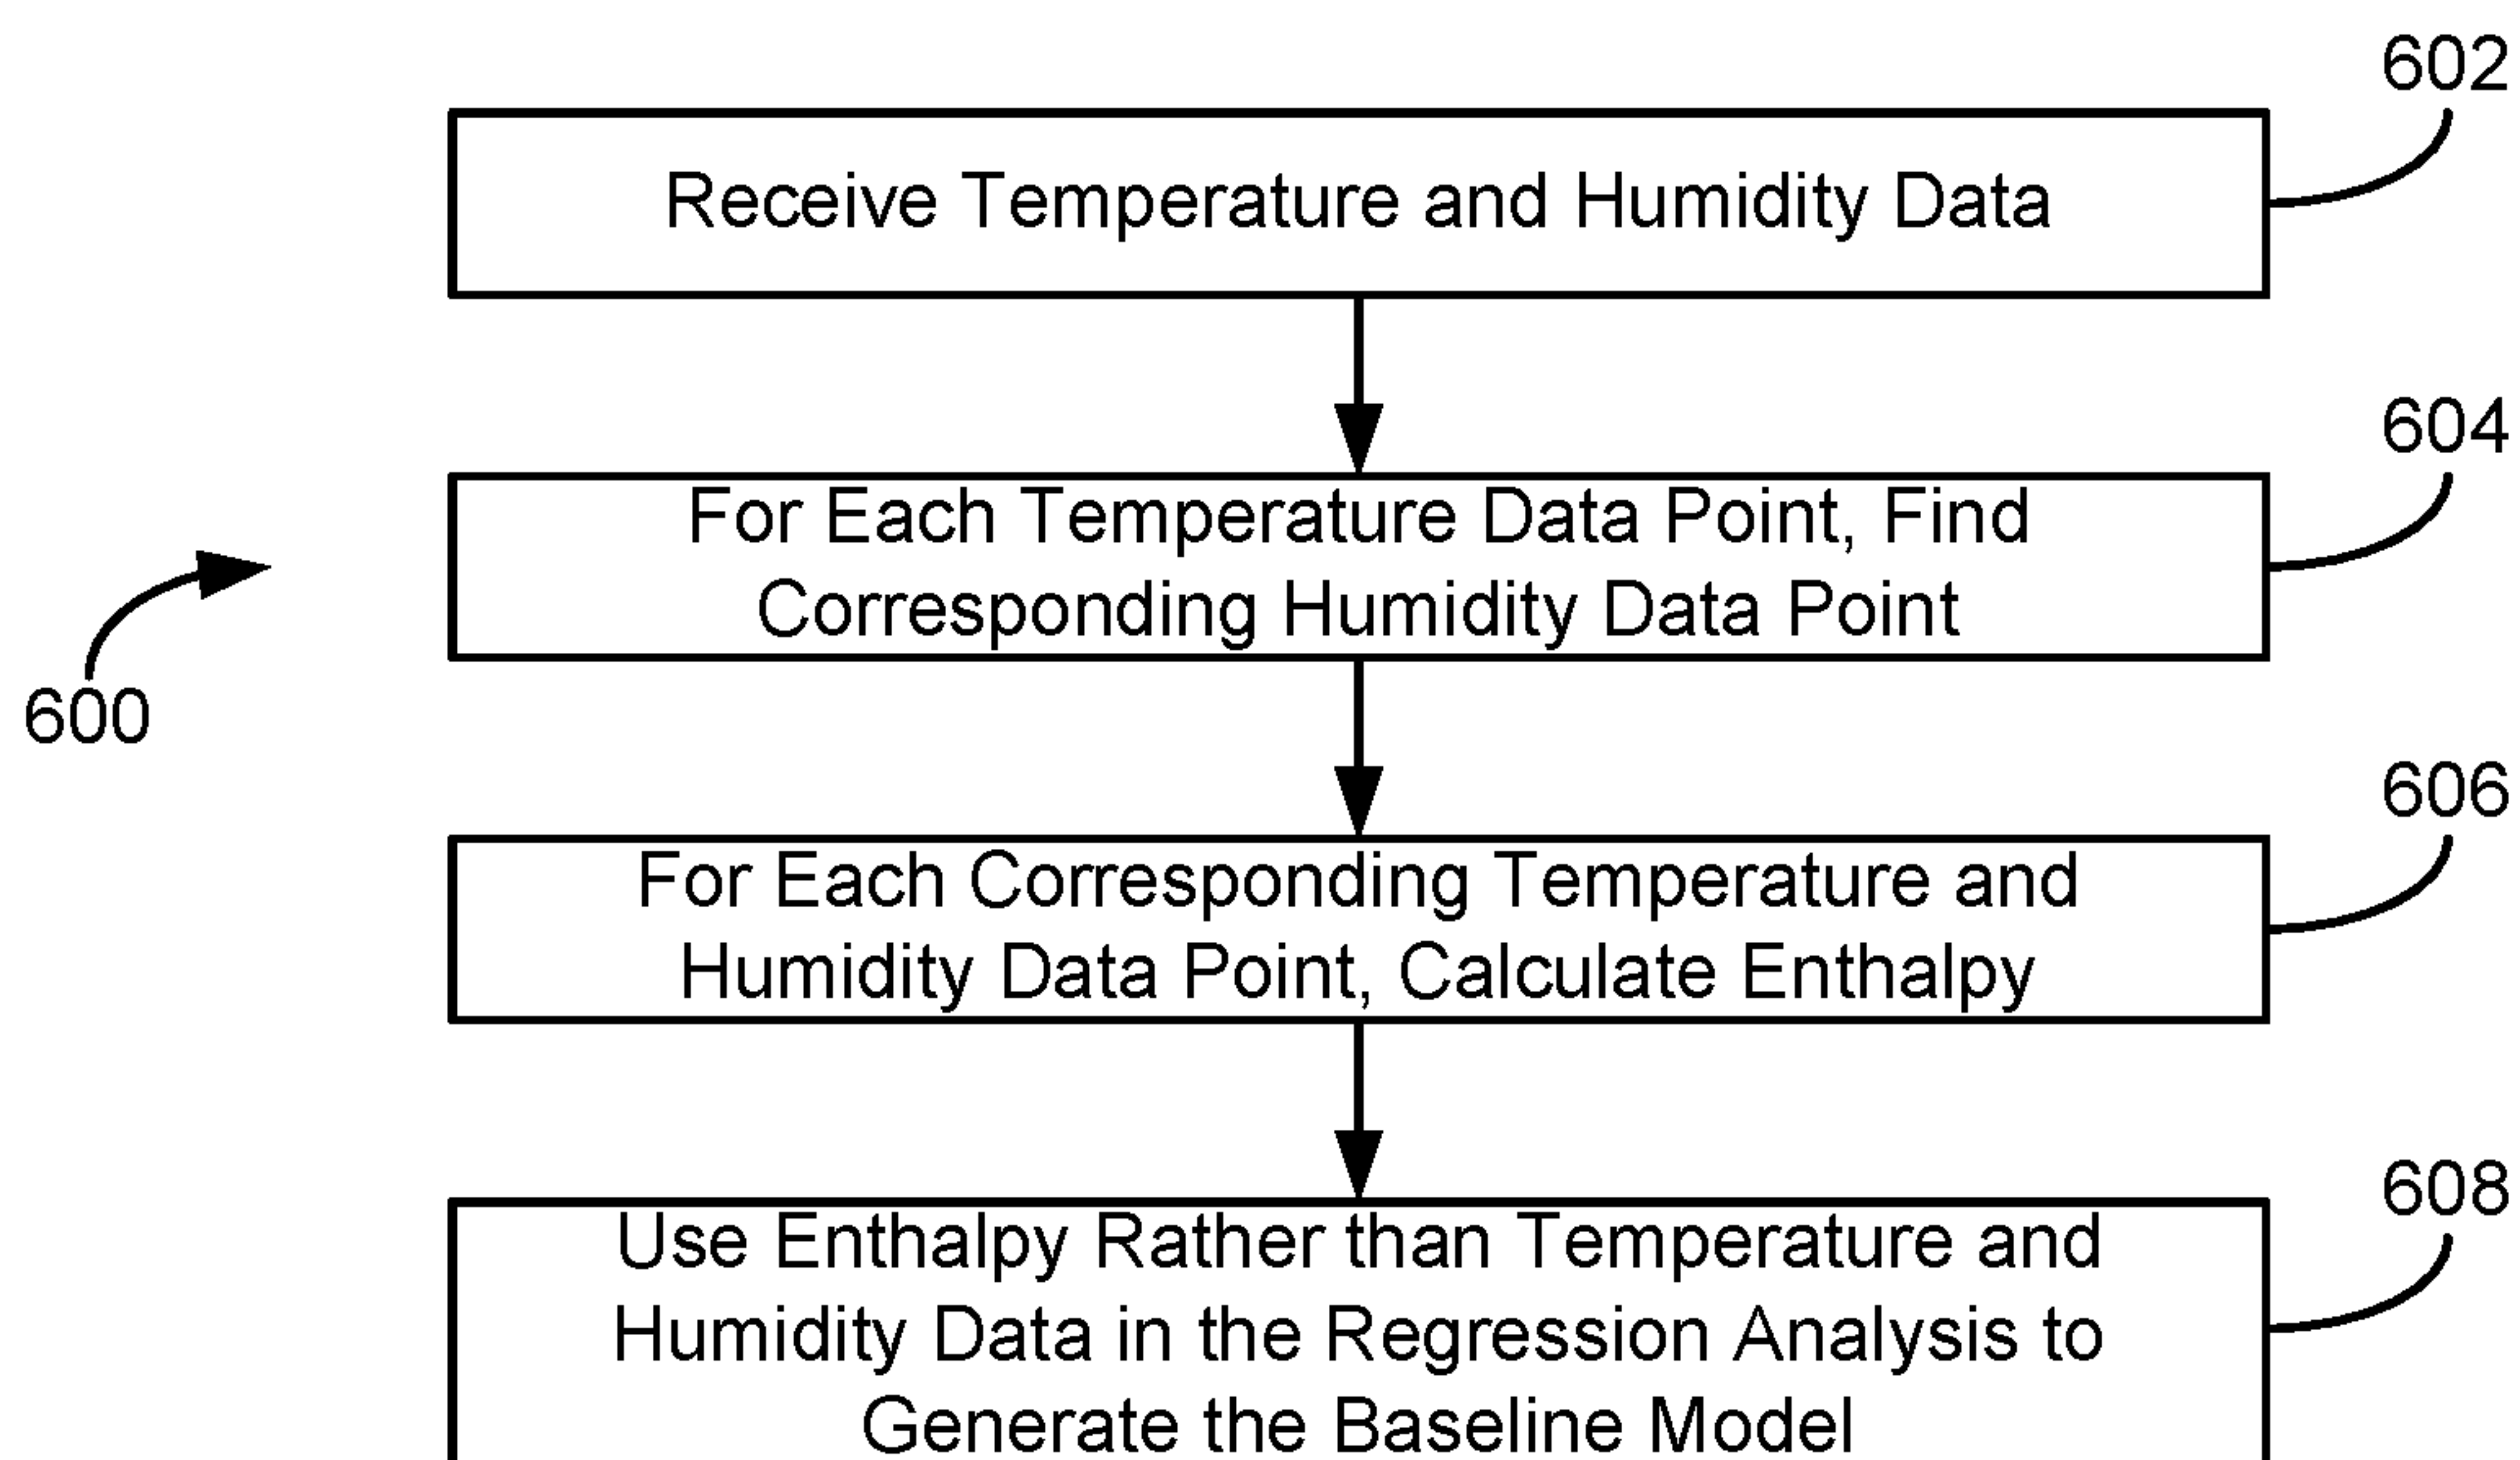 602
Receive Temperature and Humidity Data
604
For Each Temperature Data Point, Find
Corresponding Humidity Data Point
600
606
For Each Corresponding Temperature and
Humidity Data Point, Calculate Enthalpy
608
Use Enthalpy Rather than Temperature and
Humidity Data in the Regression Analysis to
Generate the Baseline Model